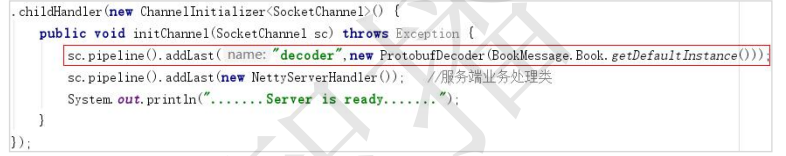 .childHandler(new ChannelInitializer<SocketChannel>() {
public void initChannel(SocketChannel sc) throws Exception {
sc.pipeline().addLast( name: "decoder",new ProtobufDecoder(BookMessage.Book.getDefaultInstance()));
sc.pipeline().addLast(new NettyServerHandler()); //服务端业务处理类
System.out.println(".......Server is ready.......");
}
});